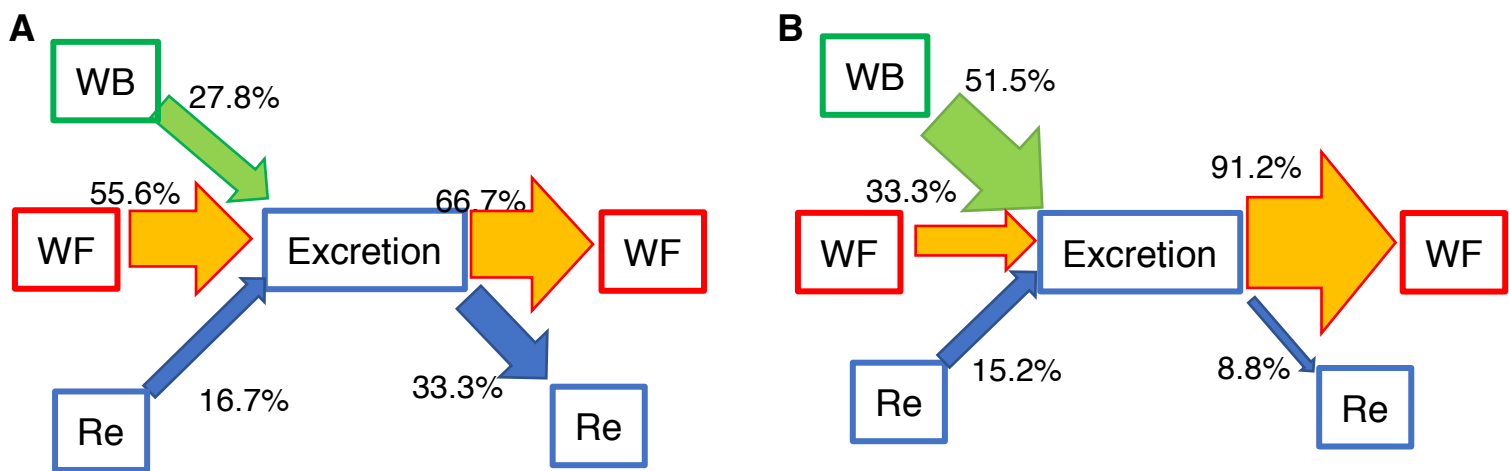 A
WB
27.8%
55.6%
WF
Excretion
66.7%
WF
16.7%
Re
33.3%
Re
B
WB
51.5%
33.3%
WF
Excretion
91.2%
WF
15.2%
Re
8.8%
Re